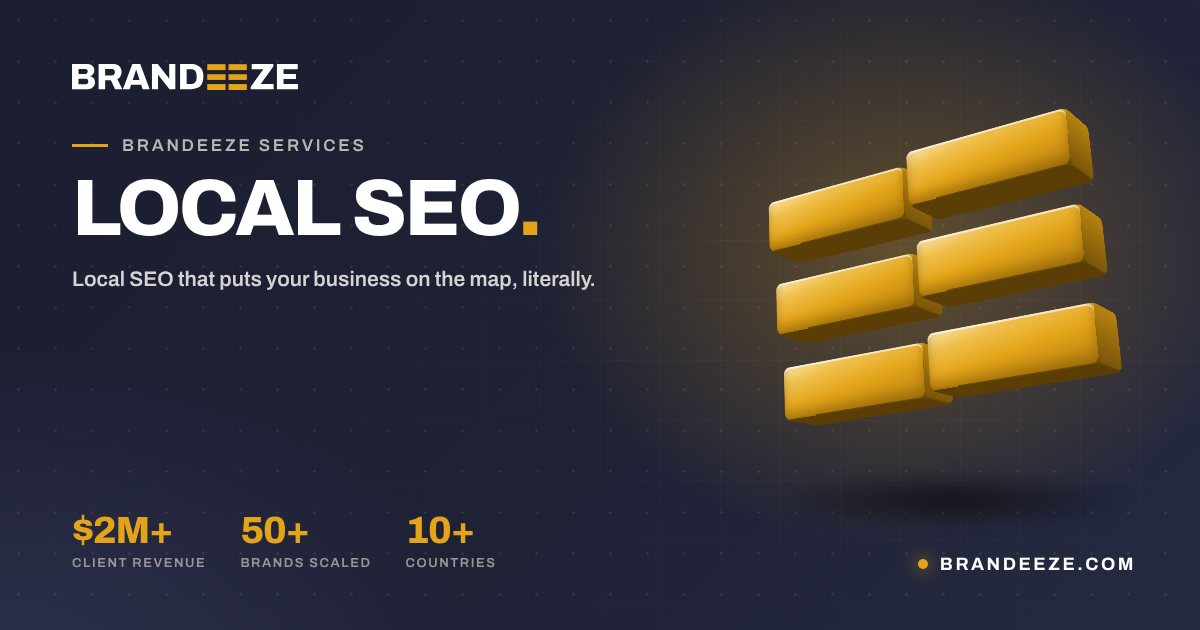 BRANDEEZE
BRANDEEZE SERVICES
LOCAL SEO.
Local SEO that puts your business on the map, literally.
$2M+ 50+ 10+
CLIENT REVENUE BRANDS SCALED COUNTRIES
BRANDEEZE.COM